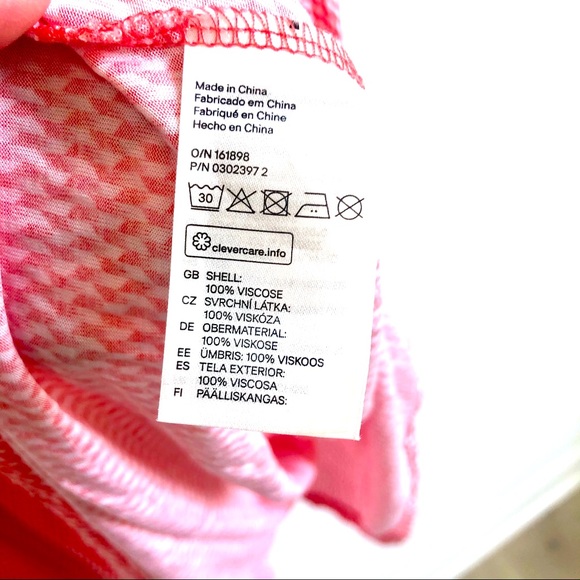 Made in China
Fabricado em China
Fabriqué en Chine
Hecho en China
O/N 161898
P/N 0302397 2
30
clevercare.info
GB SHELL:
100% VISCOSE
CZ SVRCHNÍ LÁTKA:
100% VISKÓZA
DE OBERMATERIAL:
100% VISKOSE
EE ÜMBRIS: 100% VISKOOS
ES TELA EXTERIOR:
100% VISCOSA
FI PÄÄLLISKANGAS: